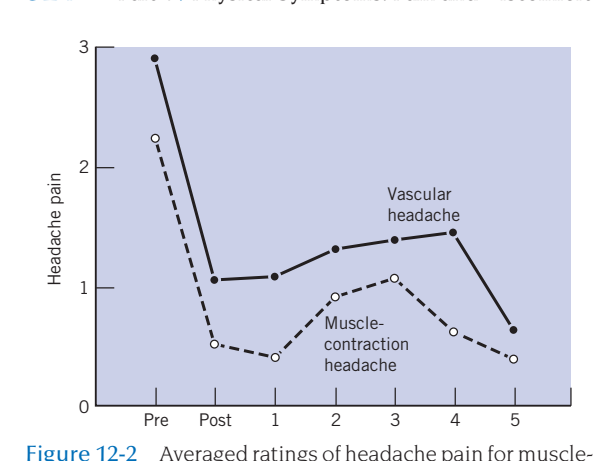 3
2
1
0
Headache pain
Vascular
headache
Muscle-
contraction
headache
Pre Post 1 2 3 4 5
Figure 12-2 Averaged ratings of headache pain for muscle-